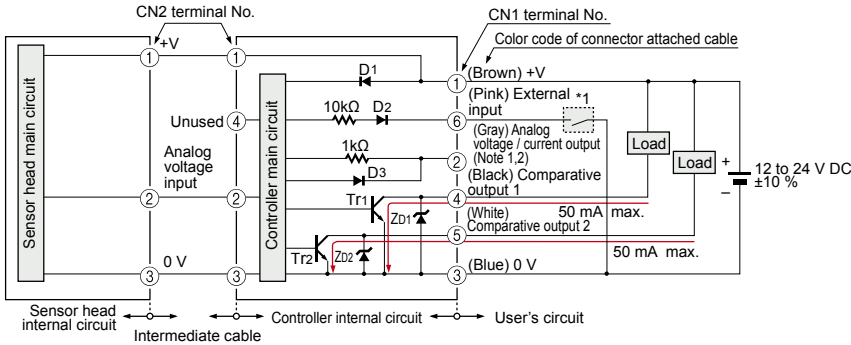 CN2 terminal No.
CN1 terminal No.
Color code of connector attached cable
+V
1
1
D1
1
(Brown) +V
(Pink) External
input
*1
10kΩ
D2
Unused
4
6
(Gray) Analog
voltage / current output
(Note 1,2)
Load
Load
Sensor head main circuit
Controller main circuit
Analog
voltage
input
1kΩ
2
D3
(Black) Comparative
output 1
+
12 to 24 V DC
±10 %
−
2
2
Tr1
ZD1
4
50 mA max.
(White)
Comparative output 2
5
50 mA max.
Tr2
ZD2
0 V
3
3
3
(Blue) 0 V
Sensor head
internal circuit
Intermediate cable
Controller internal circuit
User's circuit